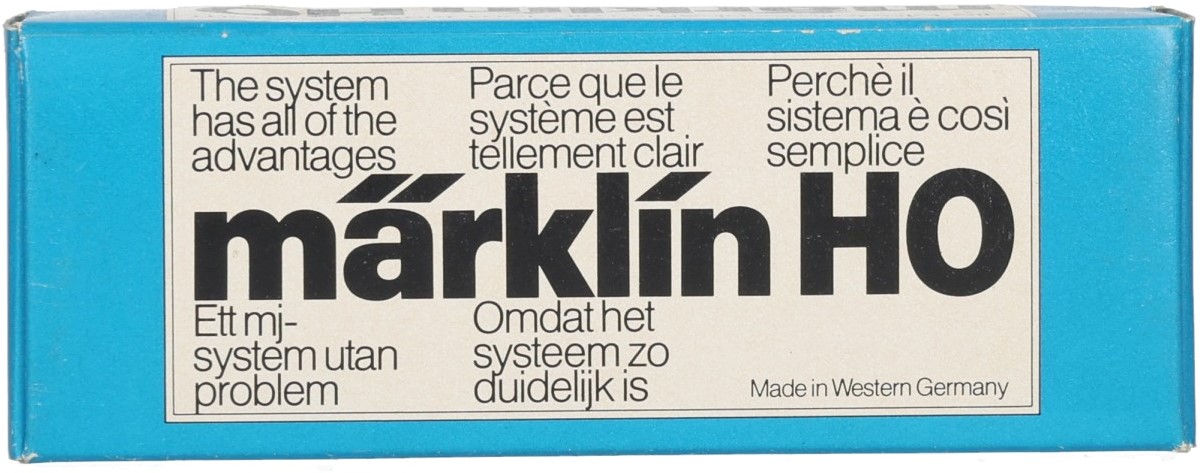 The system
has all of the
advantages
Parce que le
système est
tellement clair
Perchè il
sistema è così
semplice
märklín HO
Ett mj-
system utan
problem
Omdat het
systeem zo
duidelijk is
Made in Western Germany